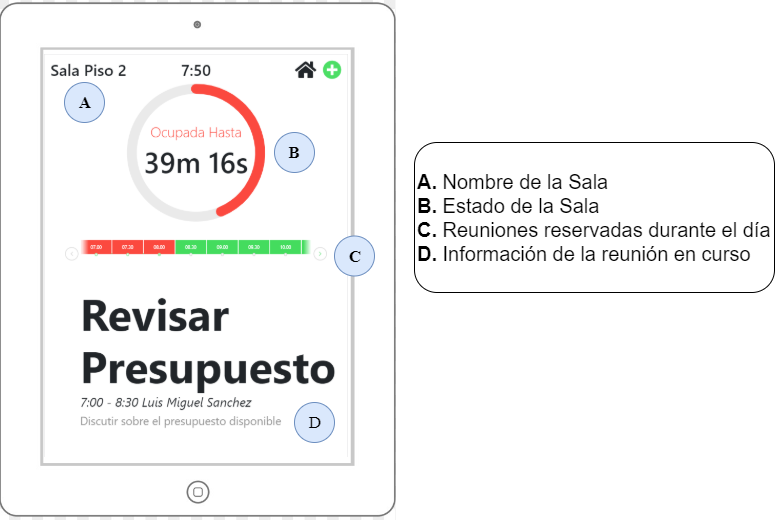 Sala Piso 2 7:50
A
Ocupada Hasta
39m 16s
B
07.00 07.30 08.00 08.30 09.00 09.30 10.00
C
Revisar
Presupuesto
7:00 - 8:30 Luis Miguel Sanchez
Discutir sobre el presupuesto disponible
D
A. Nombre de la Sala
B. Estado de la Sala
C. Reuniones reservadas durante el día
D. Información de la reunión en curso